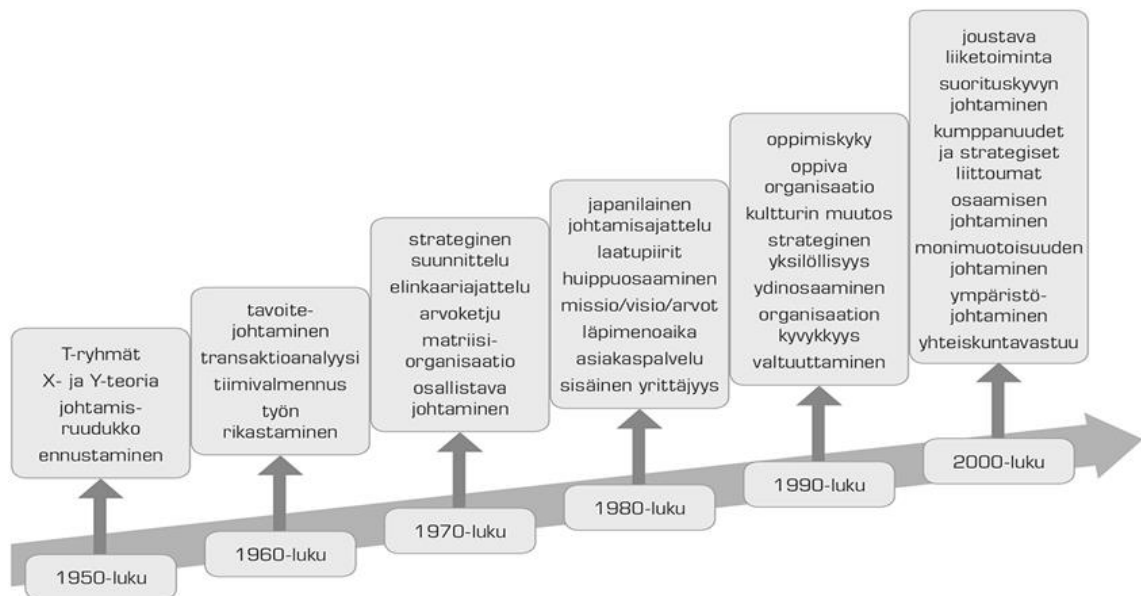 T-ryhmät
X- ja Y-teoria
johtamis-
ruudukko
ennustaminen
1950-luku
tavoite-
johtaminen
transaktioanalyysi
tiimivalmennus
työn
rikastaminen
1960-luku
strateginen
suunnittelu
elinkaariajattelu
arvoketju
matriisi-
organisaatio
osallistava
johtaminen
1970-luku
japanilainen
johtamisajattelu
laatupiirit
huippuosaaminen
missio/visio/arvot
läpimenoaika
asiakaspalvelu
sisäinen yrittäjyys
1980-luku
oppimiskyky
oppiva
organisaatio
kultturin muutos
strateginen
yksilöllisyys
ydinosaaminen
organisaation
kyvykkyys
valtuuttaminen
1990-luku
joustava
liiketoiminta
suorituskyvyn
johtaminen
kumppanuudet
ja strategiset
liittoumat
osaamisen
johtaminen
monimuotoisuuden
johtaminen
ympäristö-
johtaminen
yhteiskuntavastuu
2000-luku